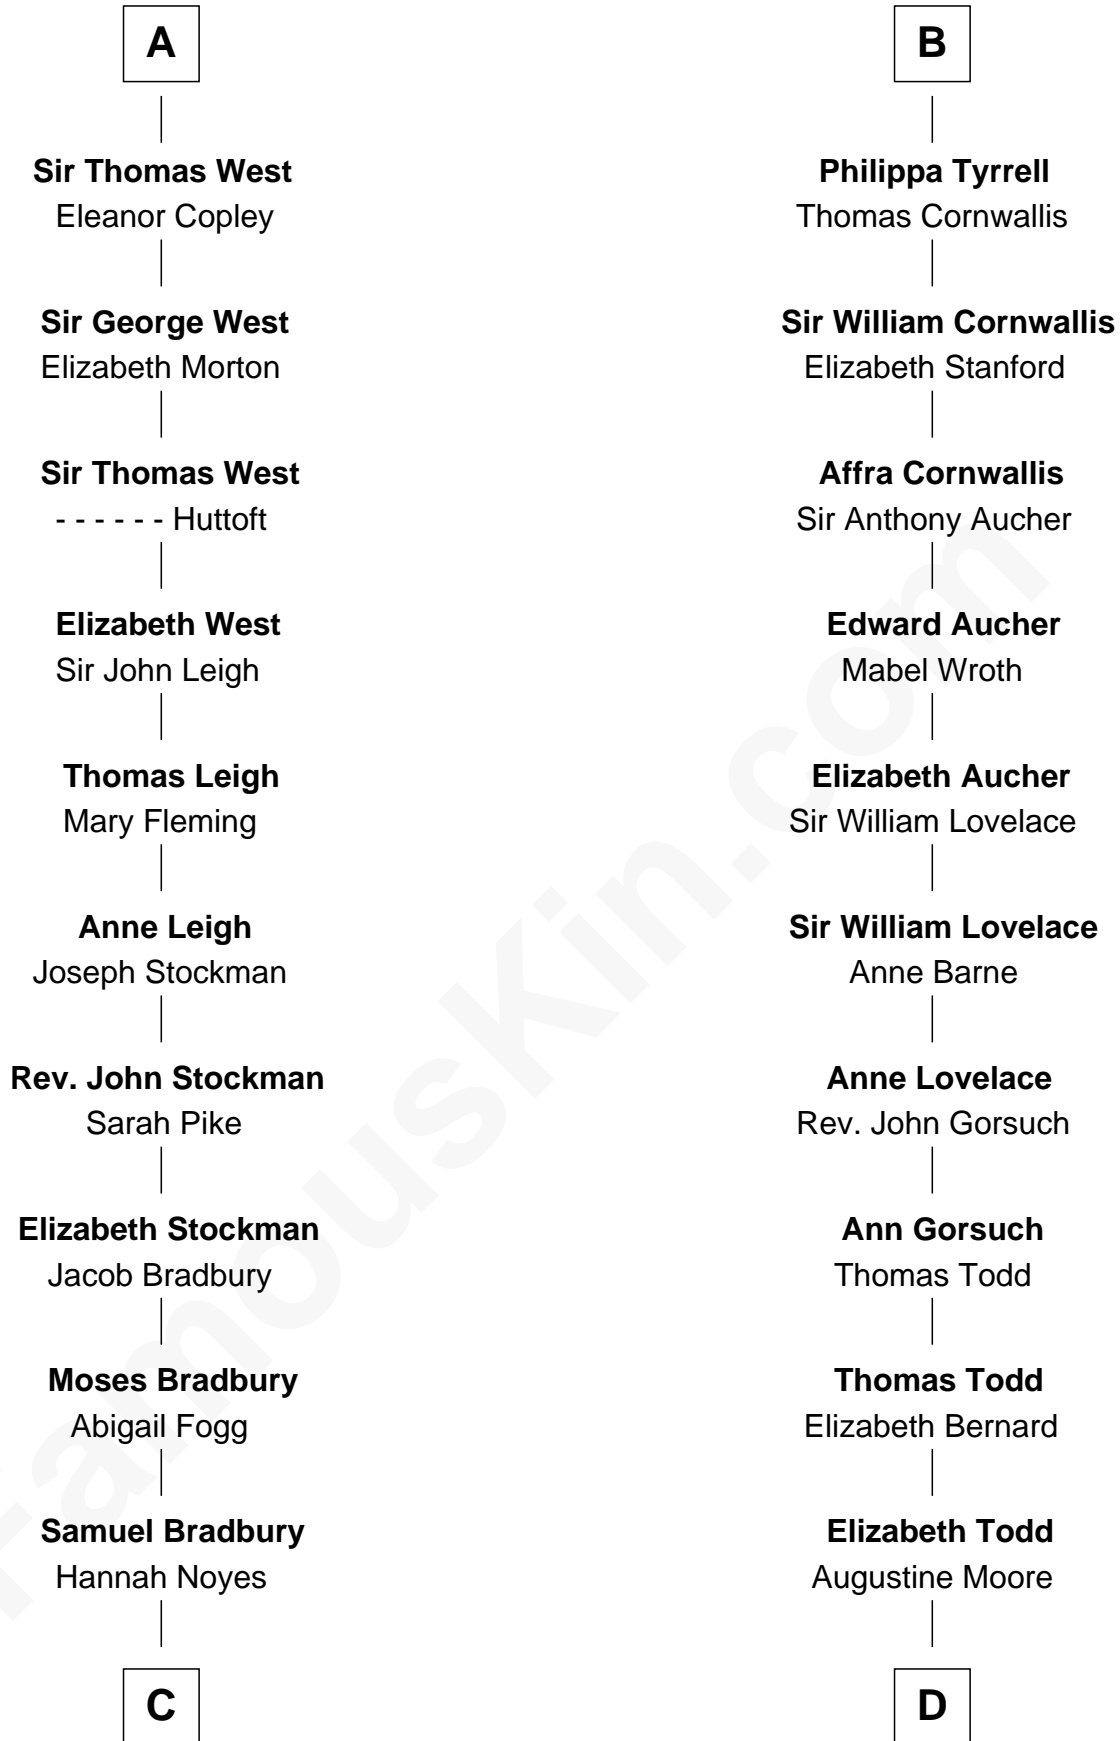 A
Sir Thomas West
Eleanor Copley
Sir George West
Elizabeth Morton
Sir Thomas West
- - - - - - Huttoft
Elizabeth West
Sir John Leigh
Thomas Leigh
Mary Fleming
Anne Leigh
Joseph Stockman
Rev. John Stockman
Sarah Pike
Elizabeth Stockman
Jacob Bradbury
Moses Bradbury
Abigail Fogg
Samuel Bradbury
Hannah Noyes
C
B
Philippa Tyrrell
Thomas Cornwallis
Sir William Cornwallis
Elizabeth Stanford
Affra Cornwallis
Sir Anthony Aucher
Edward Aucher
Mabel Wroth
Elizabeth Aucher
Sir William Lovelace
Sir William Lovelace
Anne Barne
Anne Lovelace
Rev. John Gorsuch
Ann Gorsuch
Thomas Todd
Thomas Todd
Elizabeth Bernard
Elizabeth Todd
Augustine Moore
D
FamousKin.com